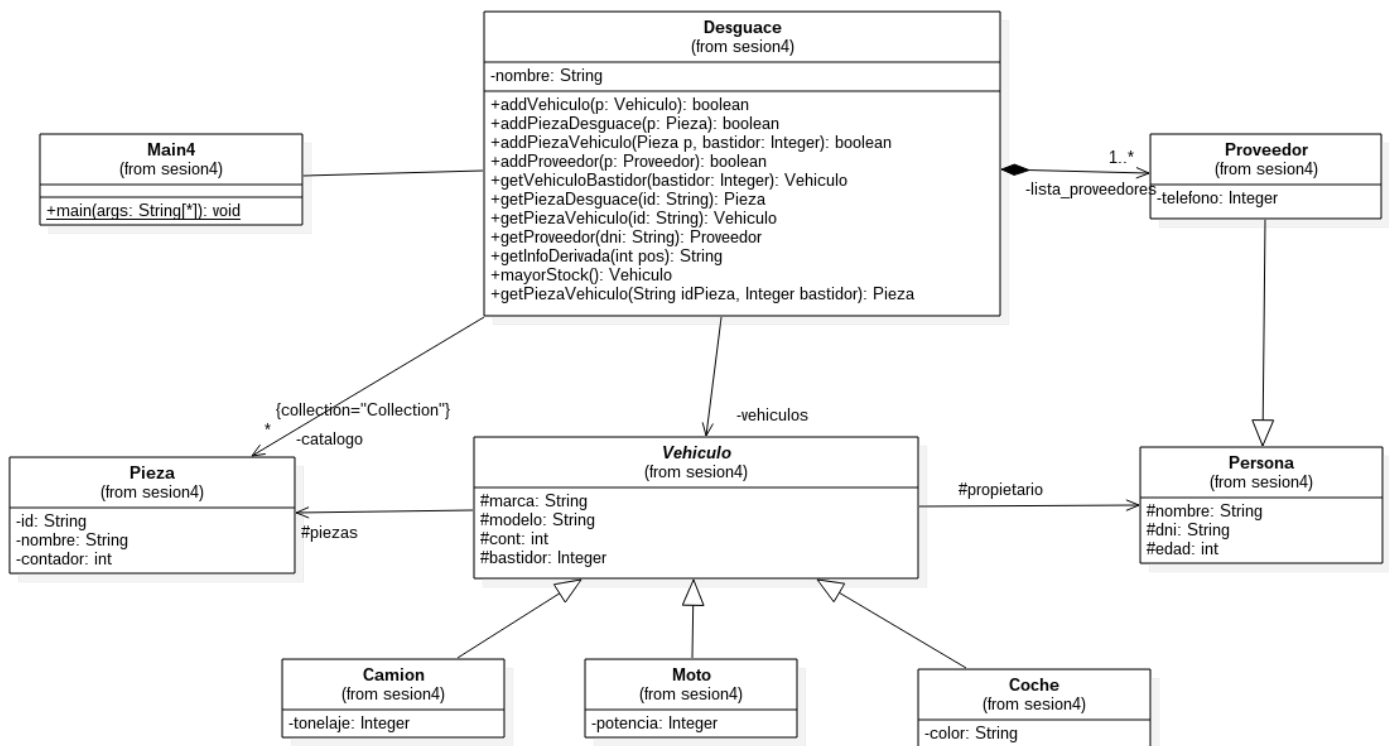 Desguace
(from sesion4)
-nombre: String
+addVehiculo(p: Vehiculo): boolean
+addPiezaDesguace(p: Pieza): boolean
+addPiezaVehiculo(Pieza p, bastidor: Integer): boolean
+addProveedor(p: Proveedor): boolean
+getVehiculoBastidor(bastidor: Integer): Vehiculo
+getPiezaDesguace(id: String): Pieza
+getPiezaVehiculo(id: String): Vehiculo
+getProveedor(dni: String): Proveedor
+getInfoDerivada(int pos): String
+mayorStock(): Vehiculo
+getPiezaVehiculo(String idPieza, Integer bastidor): Pieza
Main4
(from sesion4)
+main(args: String[*]): void
1..*
-lista_proveedores
Proveedor
(from sesion4)
-telefono: Integer
{collection="Collection"}
*
-catalogo
-vehiculos
Pieza
(from sesion4)
-id: String
-nombre: String
-contador: int
#piezas
Vehiculo
(from sesion4)
#marca: String
#modelo: String
#cont: int
#bastidor: Integer
#propietario
Persona
(from sesion4)
#nombre: String
#dni: String
#edad: int
Camion
(from sesion4)
-tonelaje: Integer
Moto
(from sesion4)
-potencia: Integer
Coche
(from sesion4)
-color: String